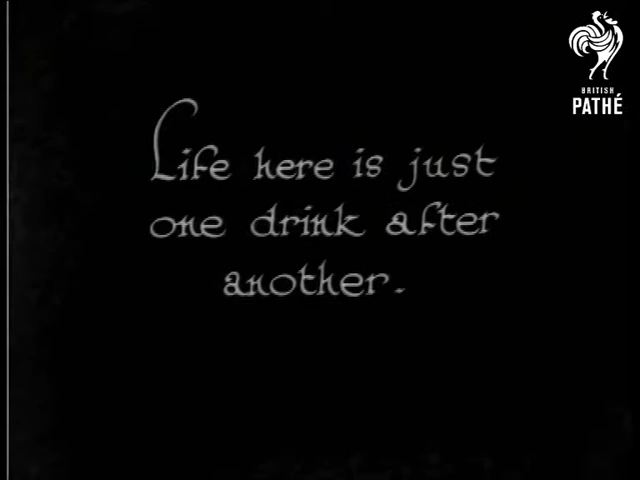 BRITISH
PATHÉ
Life here is just
one drink after
another.